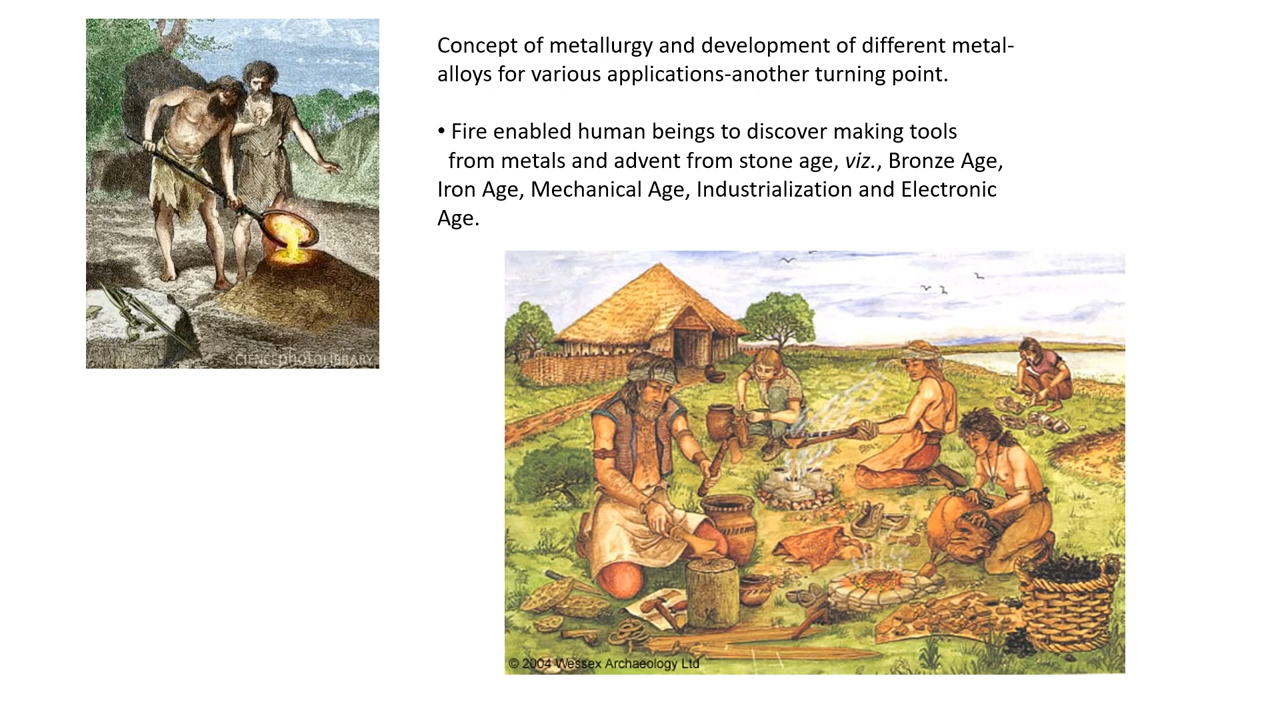 Concept of metallurgy and development of different metal-
alloys for various applications-another turning point.
• Fire enabled human beings to discover making tools
from metals and advent from stone age, viz., Bronze Age,
Iron Age, Mechanical Age, Industrialization and Electronic
Age.
SCIENCEphotoLIBRARY
© 2004 Wessex Archaeology Ltd